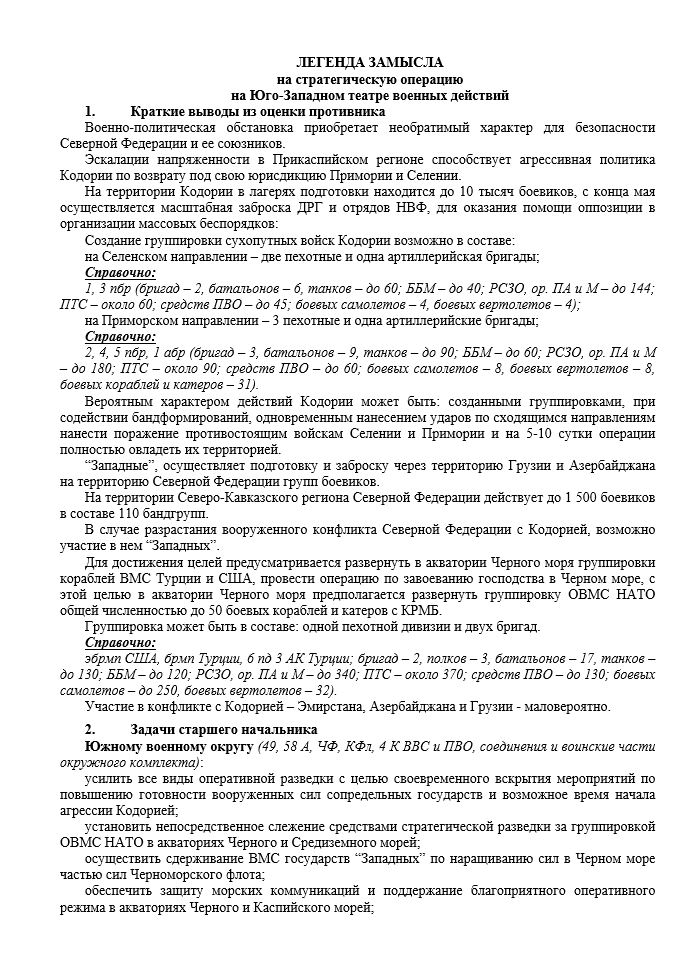 ЛЕГЕНДА ЗАМЫСЛА
на стратегическую операцию
на Юго-Западном театре военных действий
1. Краткие выводы из оценки противника
Военно-политическая обстановка приобретает необратимый характер для безопасности
Северной Федерации и ее союзников.
Эскалации напряженности в Прикаспийском регионе способствует агрессивная политика
Кодории по возврату под свою юрисдикцию Примории и Селении.
На территории Кодории в лагерях подготовки находится до 10 тысяч боевиков, с конца мая
осуществляется масштабная заброска ДРГ и отрядов НВФ, для оказания помощи оппозиции в
организации массовых беспорядков:
Создание группировки сухопутных войск Кодории возможно в составе:
на Селенском направлении – две пехотные и одна артиллерийская бригады;
Справочно:
1, 3 пбр (бригад – 2, батальонов – 6, танков – до 60; ББМ – до 40; РСЗО, ор. ПА и М – до 144;
ПТС – около 60; средств ПВО – до 45; боевых самолетов – 4, боевых вертолетов – 4);
на Приморском направлении – 3 пехотные и одна артиллерийские бригады;
Справочно:
2, 4, 5 пбр, 1 абр (бригад – 3, батальонов – 9, танков – до 90; ББМ – до 60; РСЗО, ор. ПА и М
– до 180; ПТС – около 90; средств ПВО – до 60; боевых самолетов – 8, боевых вертолетов – 8,
боевых кораблей и катеров – 31).
Вероятным характером действий Кодории может быть: созданными группировками, при
содействии бандформирований, одновременным нанесением ударов по сходящимся направлениям
нанести поражение противостоящим войскам Селении и Примории и на 5-10 сутки операции
полностью овладеть их территорией.
“Западные”, осуществляет подготовку и заброску через территорию Грузии и Азербайджана
на территорию Северной Федерации групп боевиков.
На территории Северо-Кавказского региона Северной Федерации действует до 1 500 боевиков
в составе 110 бандгрупп.
В случае разрастания вооруженного конфликта Северной Федерации с Кодорией, возможно
участие в нем “Западных”.
Для достижения целей предусматривается развернуть в акватории Черного моря группировки
кораблей ВМС Турции и США, провести операцию по завоеванию господства в Черном море, с
этой целью в акватории Черного моря предполагается развернуть группировку ОВМС НАТО
общей численностью до 50 боевых кораблей и катеров с КРМБ.
Группировка может быть в составе: одной пехотной дивизии и двух бригад.
Справочно:
эбрмп США, брмп Турции, 6 пд 3 АК Турции; бригад – 2, полков – 3, батальонов – 17, танков –
до 130; ББМ – до 120; РСЗО, ор. ПА и М – до 340; ПТС – около 370; средств ПВО – до 130; боевых
самолетов – до 250, боевых вертолетов – 32).
Участие в конфликте с Кодорией – Эмирстана, Азербайджана и Грузии - маловероятно.
2. Задачи старшего начальника
Южному военному округу (49, 58 А, ЧФ, КФл, 4 К ВВС и ПВО, соединения и воинские части
окружного комплекта):
усилить все виды оперативной разведки с целью своевременного вскрытия мероприятий по
повышению готовности вооруженных сил сопредельных государств и возможное время начала
агрессии Кодорией;
установить непосредственное слежение средствами стратегической разведки за группировкой
ОВМС НАТО в акваториях Черного и Средиземного морей;
осуществить сдерживание ВМС государств “Западных” по наращиванию сил в Черном море
частью сил Черноморского флота;
обеспечить защиту морских коммуникаций и поддержание благоприятного оперативного
режима в акваториях Черного и Каспийского морей;